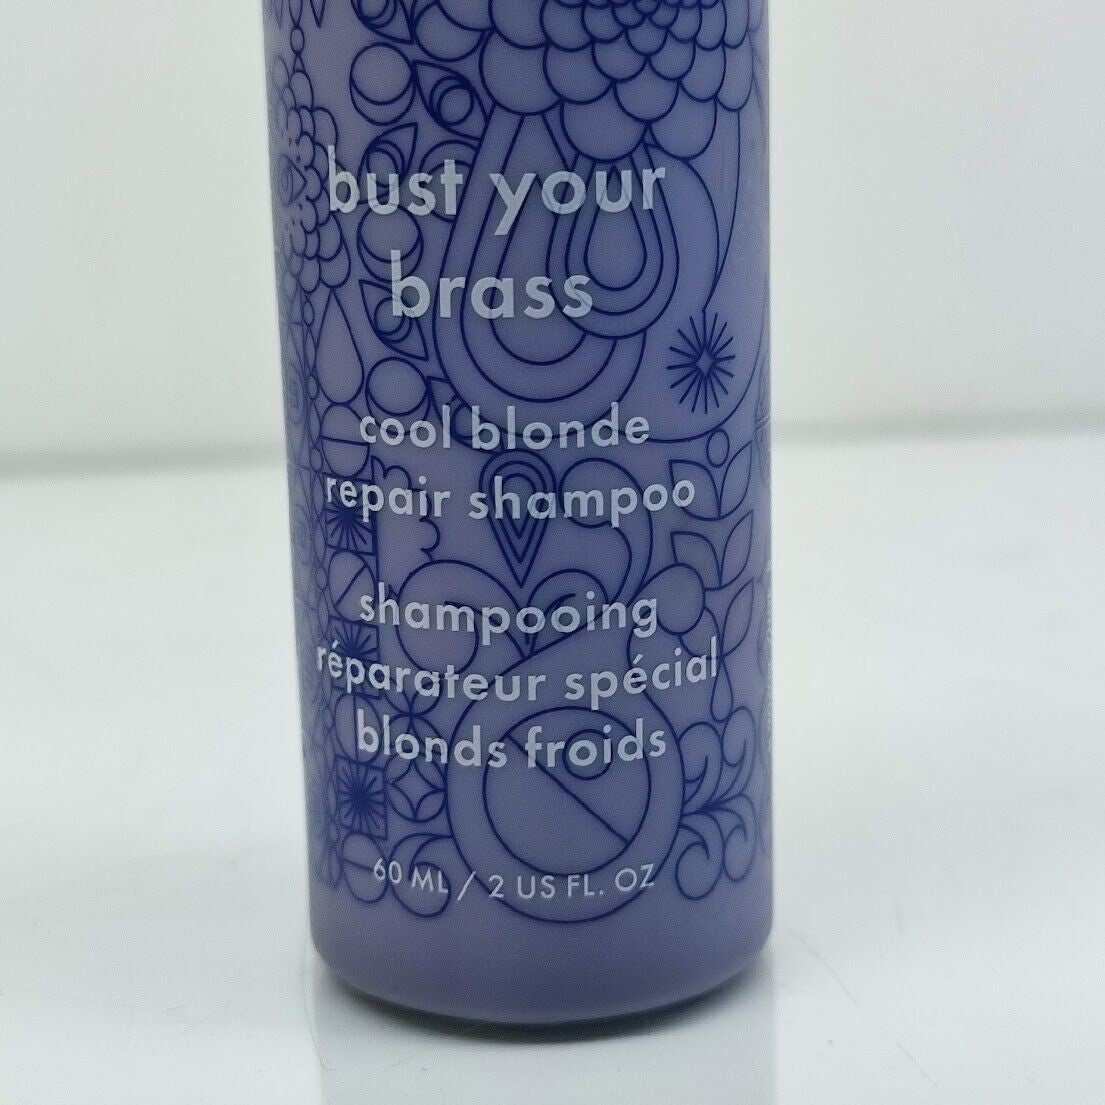 bust your
brass
cool blonde
repair shampoo
shampooing
réparateur spécial
blonds froids
60 ML / 2 US FL. OZ